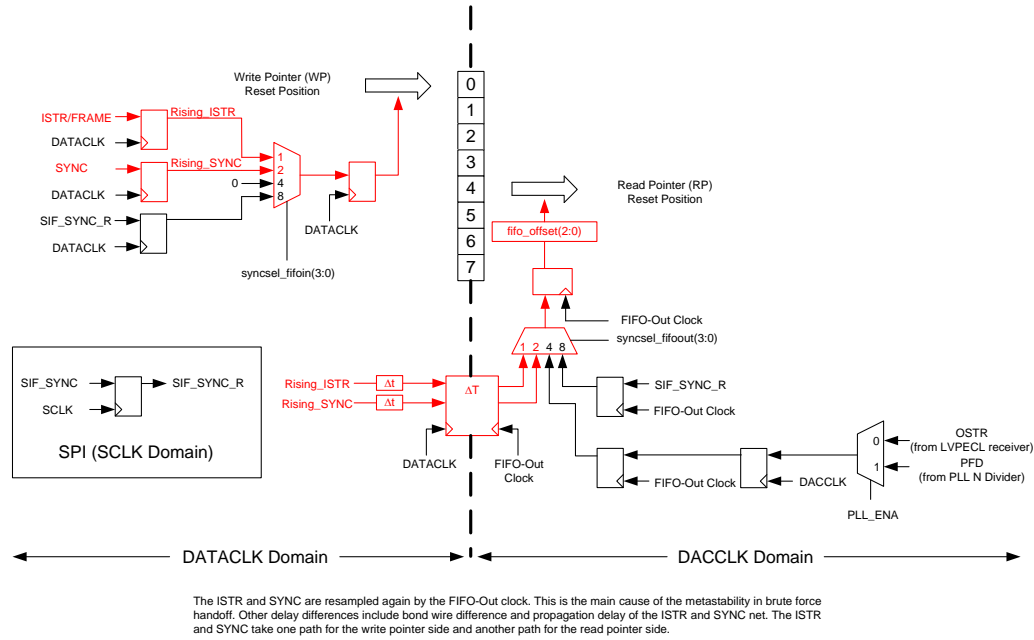 Write Pointer (WP)
Reset Position
0
1
2
3
4
5
6
7
ISTR/FRAME
Rising_ISTR
DATACLK
SYNC
Rising_SYNC
DATACLK
SIF_SYNC_R
DATACLK
1
2
0
4
8
DATACLK
syncsel_fifoin(3:0)
Read Pointer (RP)
Reset Position
fifo_offset(2:0)
FIFO-Out Clock
syncsel_fifoout(3:0)
1 2 4 8
SIF_SYNC
SIF_SYNC_R
SCLK
SPI (SCLK Domain)
Rising_ISTR
Δt
Rising_SYNC
Δt
ΔT
DATACLK
FIFO-Out
Clock
SIF_SYNC_R
FIFO-Out Clock
FIFO-Out Clock
DACCLK
0
1
OSTR
(from LVPECL receiver)
PFD
(from PLL N Divider)
PLL_ENA
DATACLK Domain
DACCLK Domain
The ISTR and SYNC are resampled again by the FIFO-Out clock. This is the main cause of the metastability in brute force
handoff. Other delay differences include bond wire difference and propagation delay of the ISTR and SYNC net. The ISTR
and SYNC take one path for the write pointer side and another path for the read pointer side.